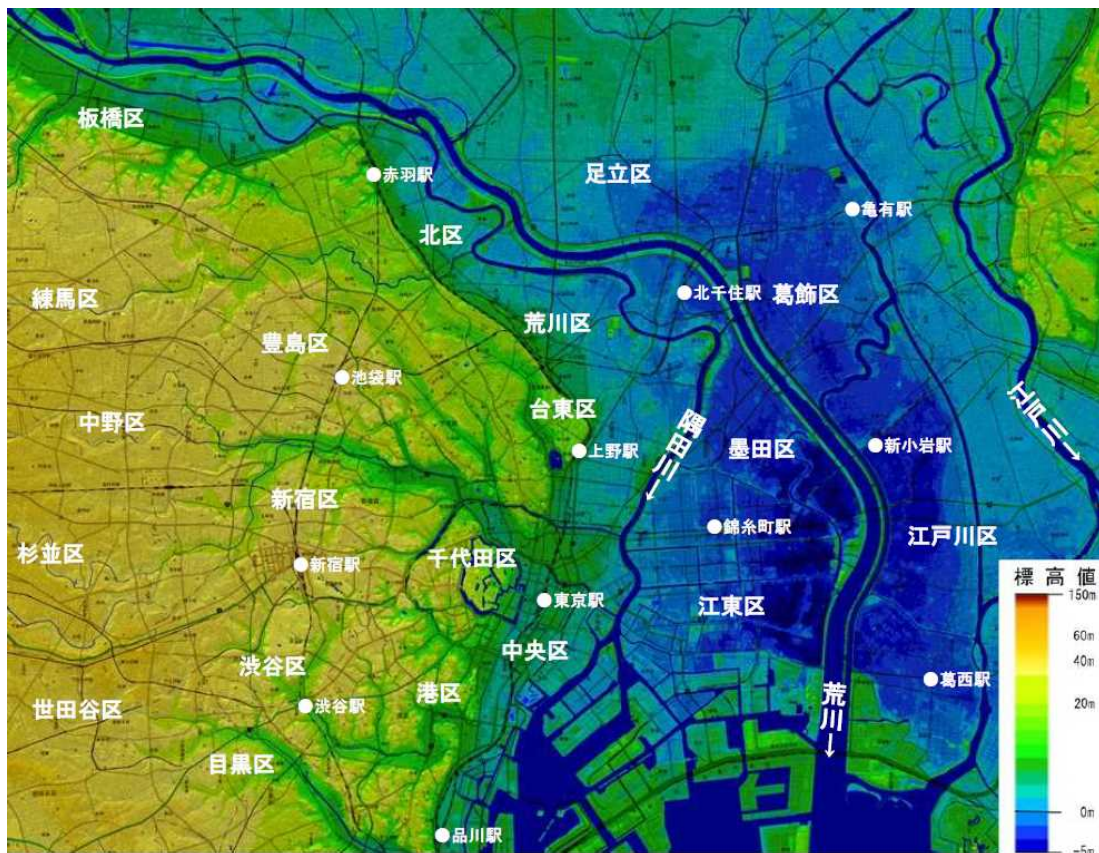 板橋区
●赤羽駅
足立区
●亀有駅
北区
練馬区
●北千住駅
葛飾区
荒川区
豊島区
●池袋駅
中野区
台東区
隅田川→
江戸川→
●上野駅
墨田区
●新小岩駅
新宿区
●錦糸町駅
江戸川区
杉並区
●新宿駅
千代田区
●東京駅
江東区
中央区
渋谷区
●渋谷駅
港区
●葛西駅
世田谷区
荒川→
目黒区
●品川駅
標高値
150m
60m
40m
20m
0m
-5m